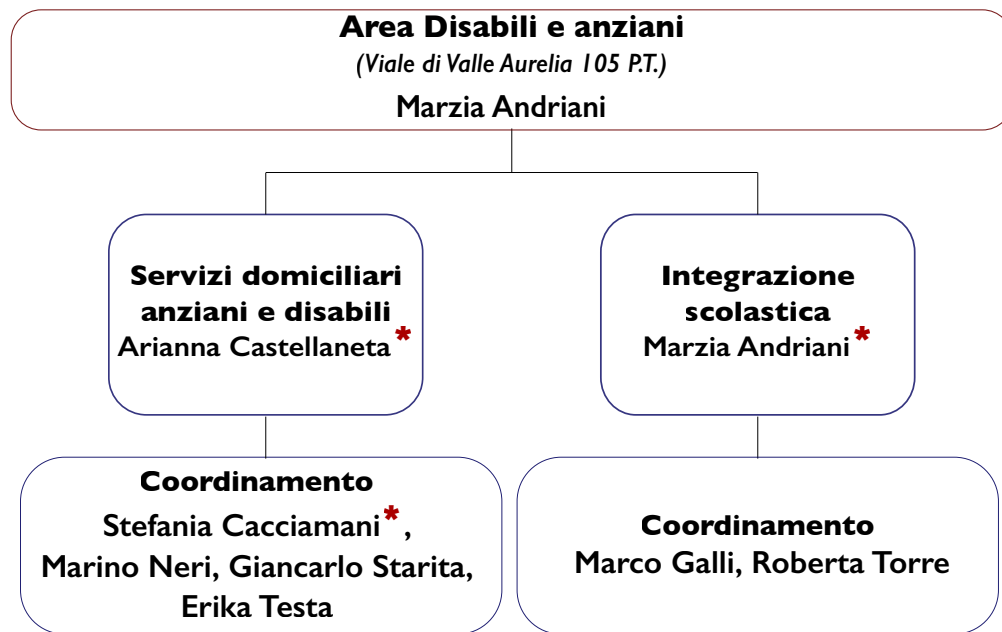 Area Disabili e anziani
(Viale di Valle Aurelia 105 P.T.)
Marzia Andriani
Servizi domiciliari
anziani e disabili
Arianna Castellaneta*
Integrazione
scolastica
Marzia Andriani*
Coordinamento
Stefania Cacciamani*,
Marino Neri, Giancarlo Starita,
Erika Testa
Coordinamento
Marco Galli, Roberta Torre